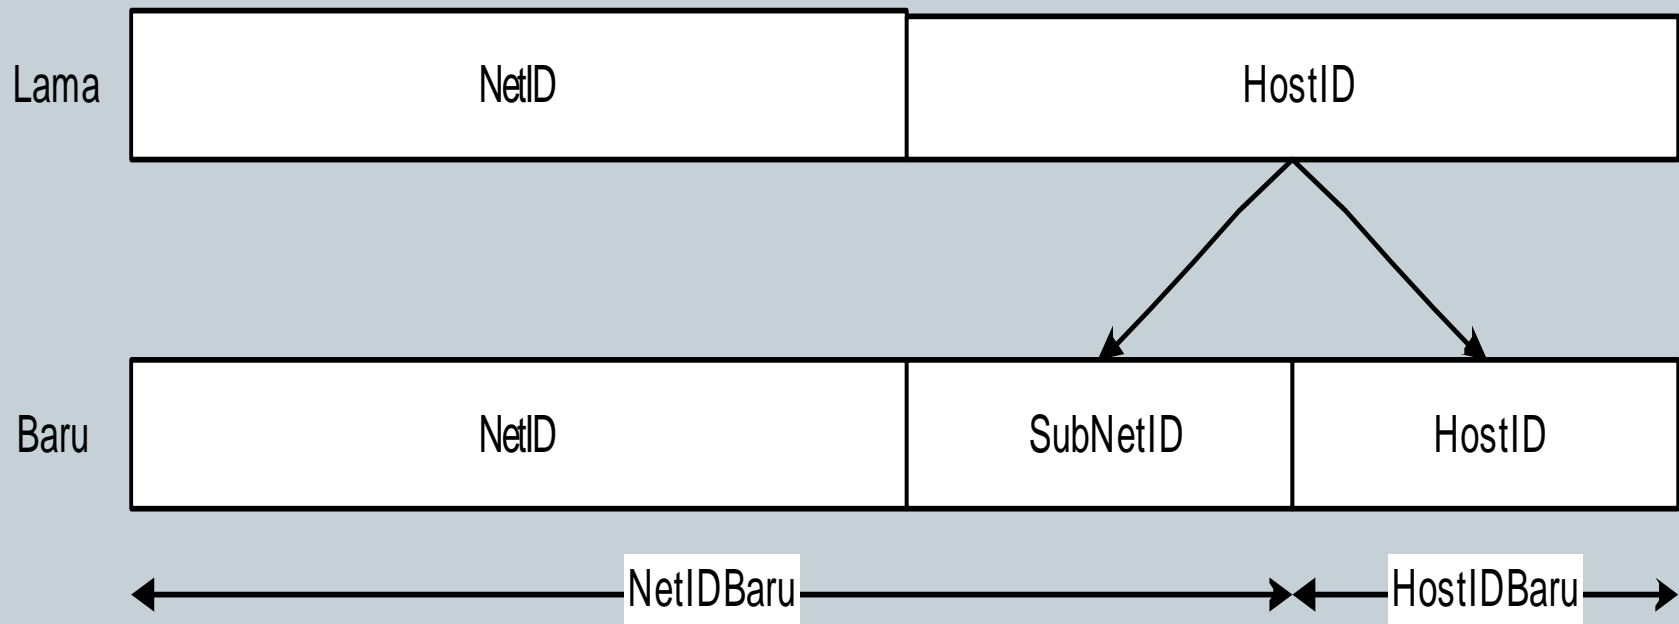 Lama NetID HostID
Baru NetID SubNetID HostID
NetIDBaru HostIDBaru